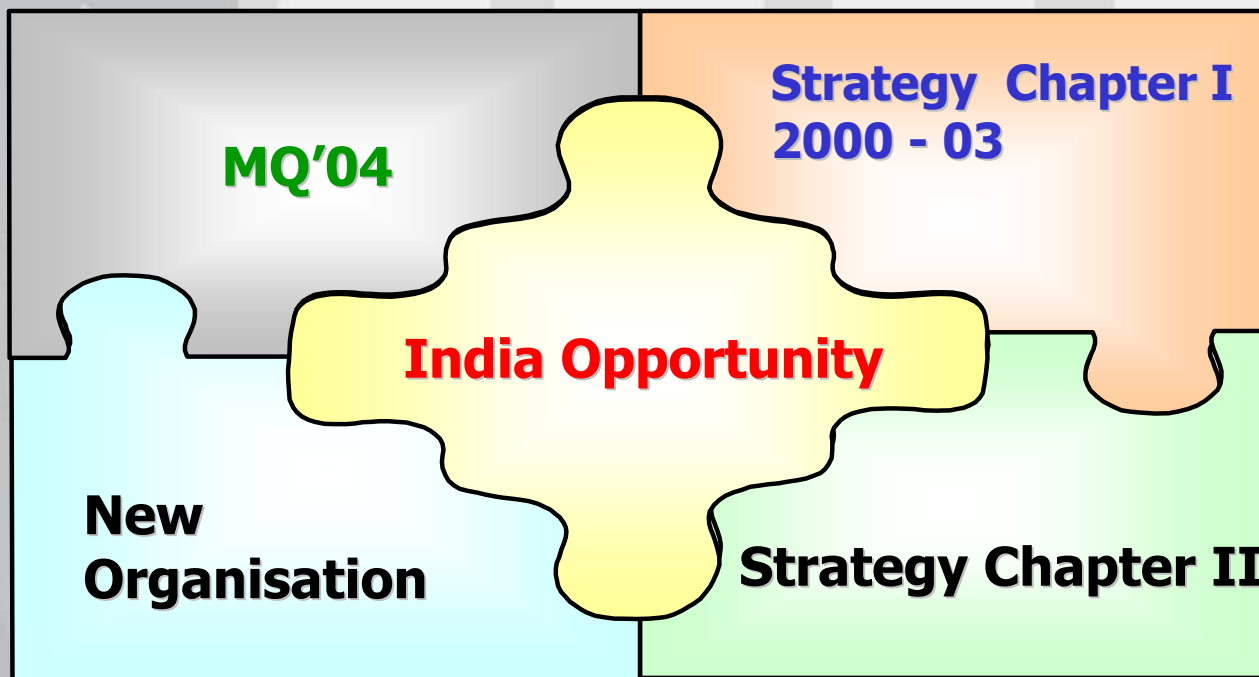 MQ’04
Strategy  Chapter I
2000 - 03
India Opportunity
New
Organisation
Strategy Chapter II